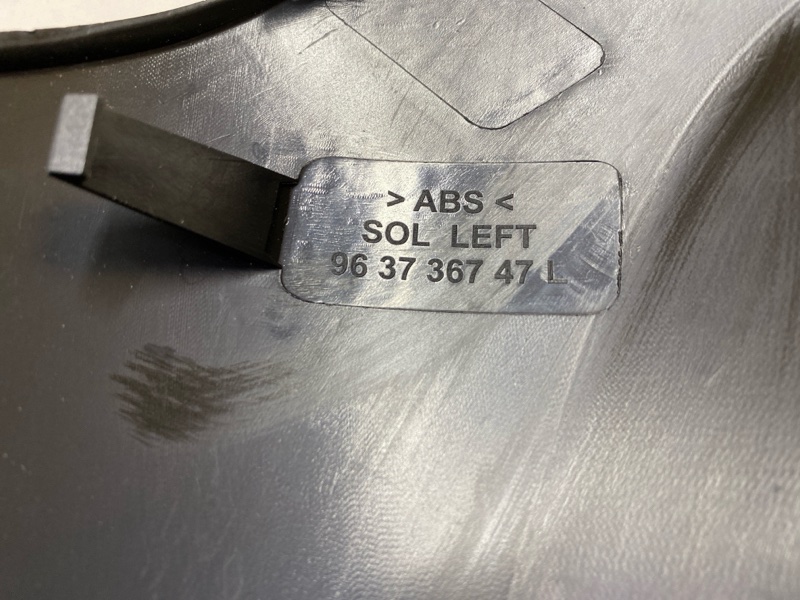 > ABS <
SOL LEFT
96 37 367 47 L